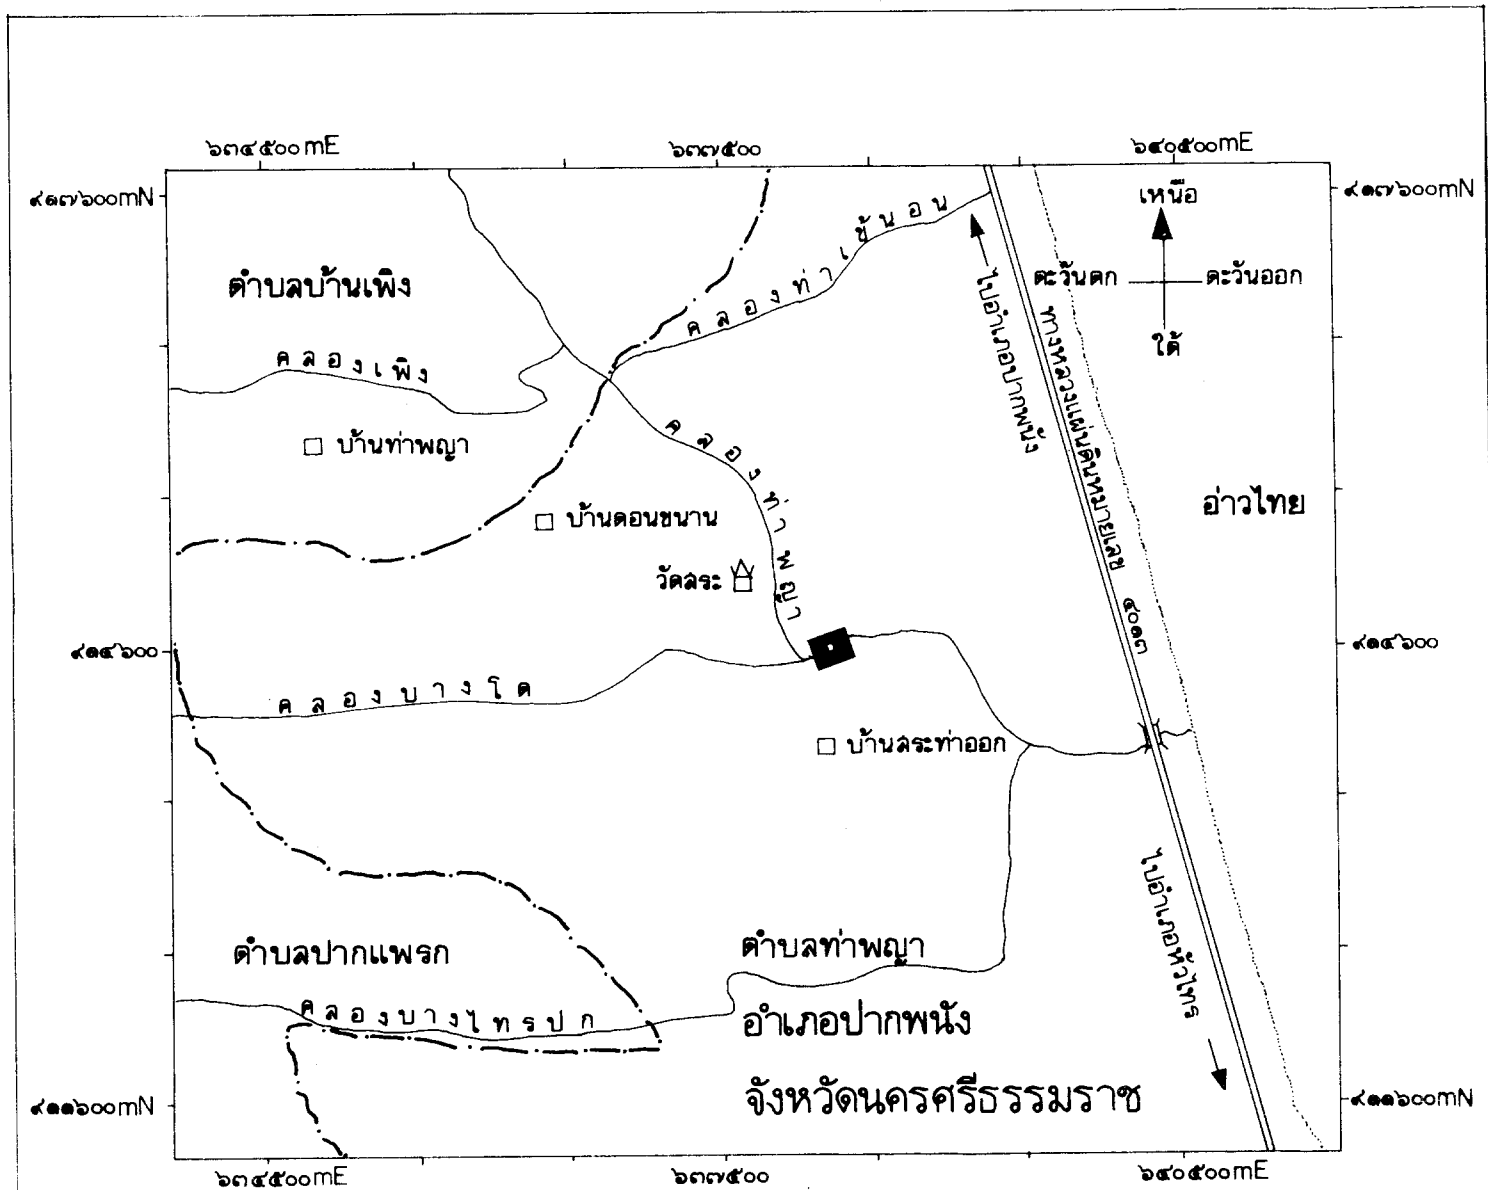 ๖๓๔๕๐๐mE
๖๓๗๕๐๐
๖๔๐๕๐๐mE
๙๑๗๖๐๐mN
๙๑๗๖๐๐mN
เหนือ
ตะวันตก
ตะวันออก
ใต้
ตำบลบ้านเพิง
คลองท่าเข้นอน
ไปอำเภอปากพนัง
ทางหลวงแผ่นดินหมายเลข ๔๐๑๓
คลองเพิง
บ้านท่าพญา
คลองท่าพญา
อ่าวไทย
บ้านดอนขนาน
วัดสระ
๙๑๔๖๐๐
๙๑๔๖๐๐
คลองบางโด
บ้านสระท่าออก
ไปอำเภอหัวไทร
ตำบลปากแพรก
ตำบลท่าพญา
คลองบางไทรปก
อำเภอปากพนัง
จังหวัดนครศรีธรรมราช
๙๑๑๖๐๐mN
๙๑๑๖๐๐mN
๖๓๔๕๐๐mE
๖๓๗๕๐๐
๖๔๐๕๐๐mE